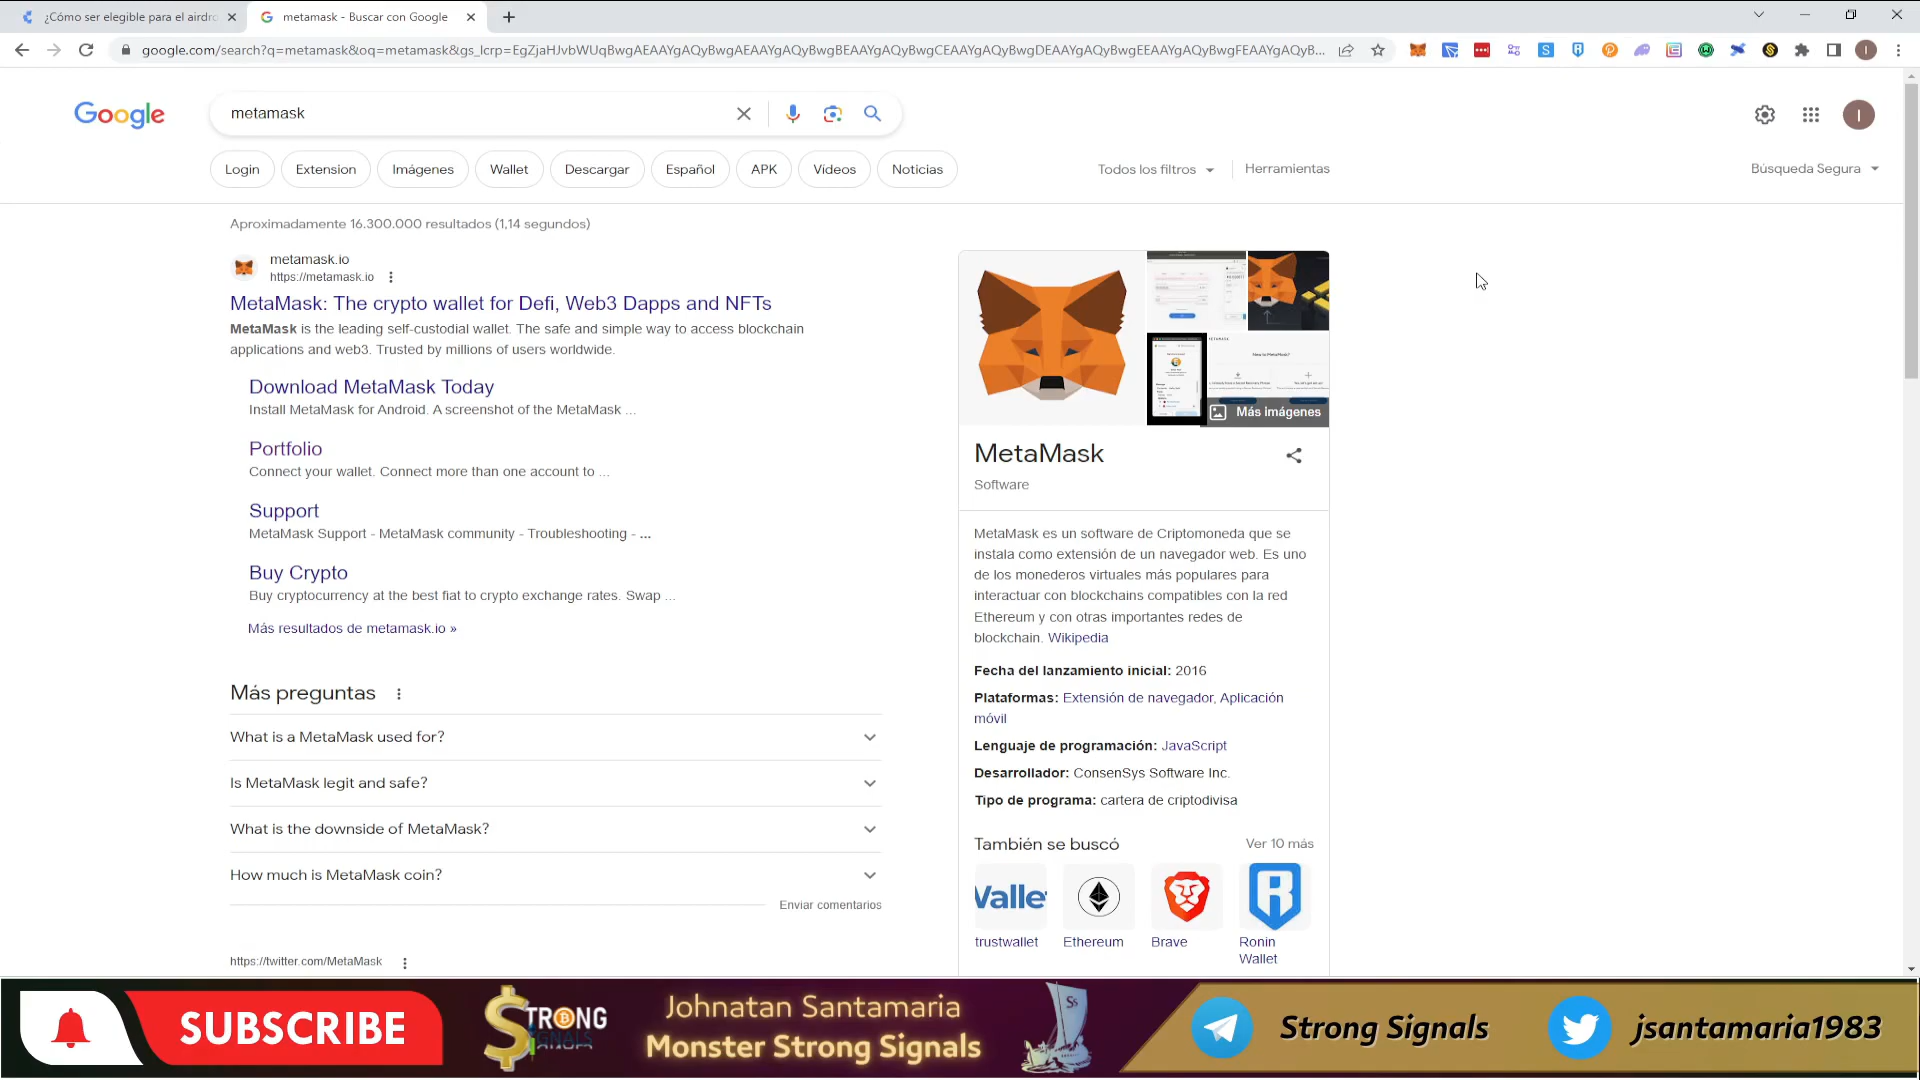 ¿Cómo ser elegible para el airdro
metamask - Buscar con Google
google.com/search?q=metamask&oq=metamask&gs_lcrp=EgZjaHJvbWUqBwgAEAAYgAQyBwgAEAAYgAQyBwgBEAAYgAQyBwgCEAAYgAQyBwgDEAAYgAQyBwgEEAAYgAQyBwgFEAAYgAQyB...
Google
metamask
Login
Extension
Imágenes
Wallet
Descargar
Español
APK
Vídeos
Noticias
Todos los filtros
Herramientas
Búsqueda Segura
Aproximadamente 16.300.000 resultados (1,14 segundos)
metamask.io
https://metamask.io
MetaMask: The crypto wallet for Defi, Web3 Dapps and NFTs
MetaMask is the leading self-custodial wallet. The safe and simple way to access blockchain
applications and web3. Trusted by millions of users worldwide.
Download MetaMask Today
Install MetaMask for Android. A screenshot of the MetaMask ...
Portfolio
Connect your wallet. Connect more than one account to ...
Support
MetaMask Support - MetaMask community - Troubleshooting - ...
Buy Crypto
Buy cryptocurrency at the best fiat to crypto exchange rates. Swap ...
Más resultados de metamask.io »
Más preguntas
What is a MetaMask used for?
Is MetaMask legit and safe?
What is the downside of MetaMask?
How much is MetaMask coin?
Enviar comentarios
https://twitter.com/MetaMask
Más imágenes
MetaMask
Software
MetaMask es un software de Criptomoneda que se
instala como extensión de un navegador web. Es uno
de los monederos virtuales más populares para
interactuar con blockchains compatibles con la red
Ethereum y con otras importantes redes de
blockchain. Wikipedia
Fecha del lanzamiento inicial: 2016
Plataformas: Extensión de navegador, Aplicación
móvil
Lenguaje de programación: JavaScript
Desarrollador: ConsenSys Software Inc.
Tipo de programa: cartera de criptodivisa
También se buscó
Ver 10 más
trustwallet
Ethereum
Brave
Ronin
Wallet
SUBSCRIBE
STRONG
SIGNALS
Johnatan Santamaria
Monster Strong Signals
Ss
Strong Signals
jsantamaria1983